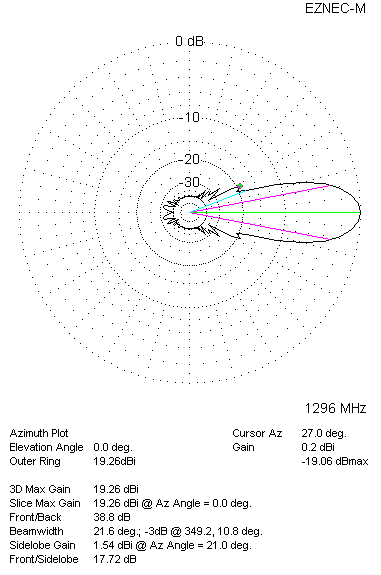 EZNEC-M
0 dB
-10
-20
-30
1296 MHz
Azimuth Plot Cursor Az 27.0 deg.
Elevation Angle 0.0 deg. Gain 0.2 dBi
Outer Ring 19.26dBi -19.06 dBmax
3D Max Gain 19.26 dBi
Slice Max Gain 19.26 dBi @ Az Angle = 0.0 deg.
Front/Back 38.8 dB
Beamwidth 21.6 deg.; -3dB @ 349.2, 10.8 deg.
Sidelobe Gain 1.54 dBi @ Az Angle = 21.0 deg.
Front/Sidelobe 17.72 dB